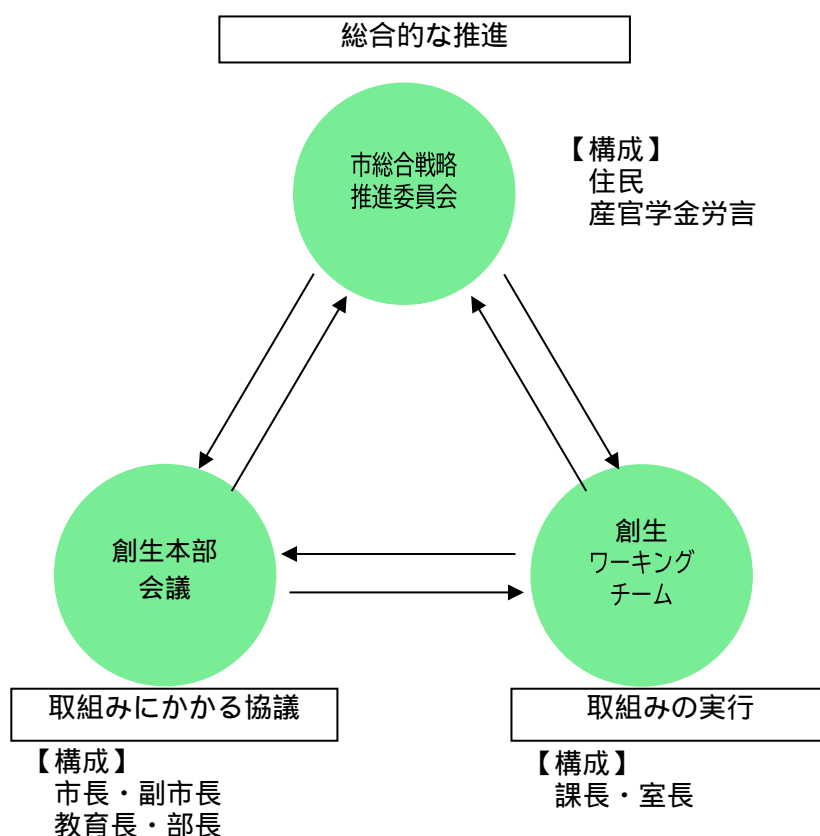 総合的な推進
市総合戦略
推進委員会
【構成】
住民
産官学金労言
創生本部
会議
創生
ワーキング
チーム
取組みにかかる協議
【構成】
市長・副市長
教育長・部長
取組みの実行
【構成】
課長・室長